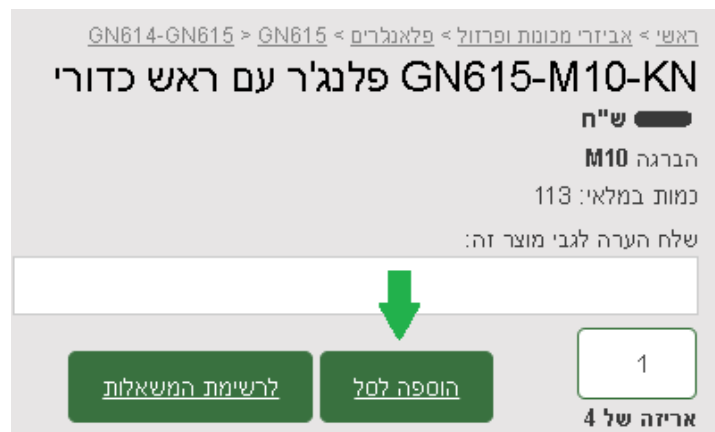 ראשי > אביזרי מכונות ופרזול > פלאנג'רים > GN614-GN615 > GN615
GN615-M10-KN פלנג'ר עם ראש כדורי
ש"ח
הברגה M10
כמות במלאי: 113
שלח הערה לגבי מוצר זה:
1
הוספה לסל
לרשימת המשאלות
אריזה של 4